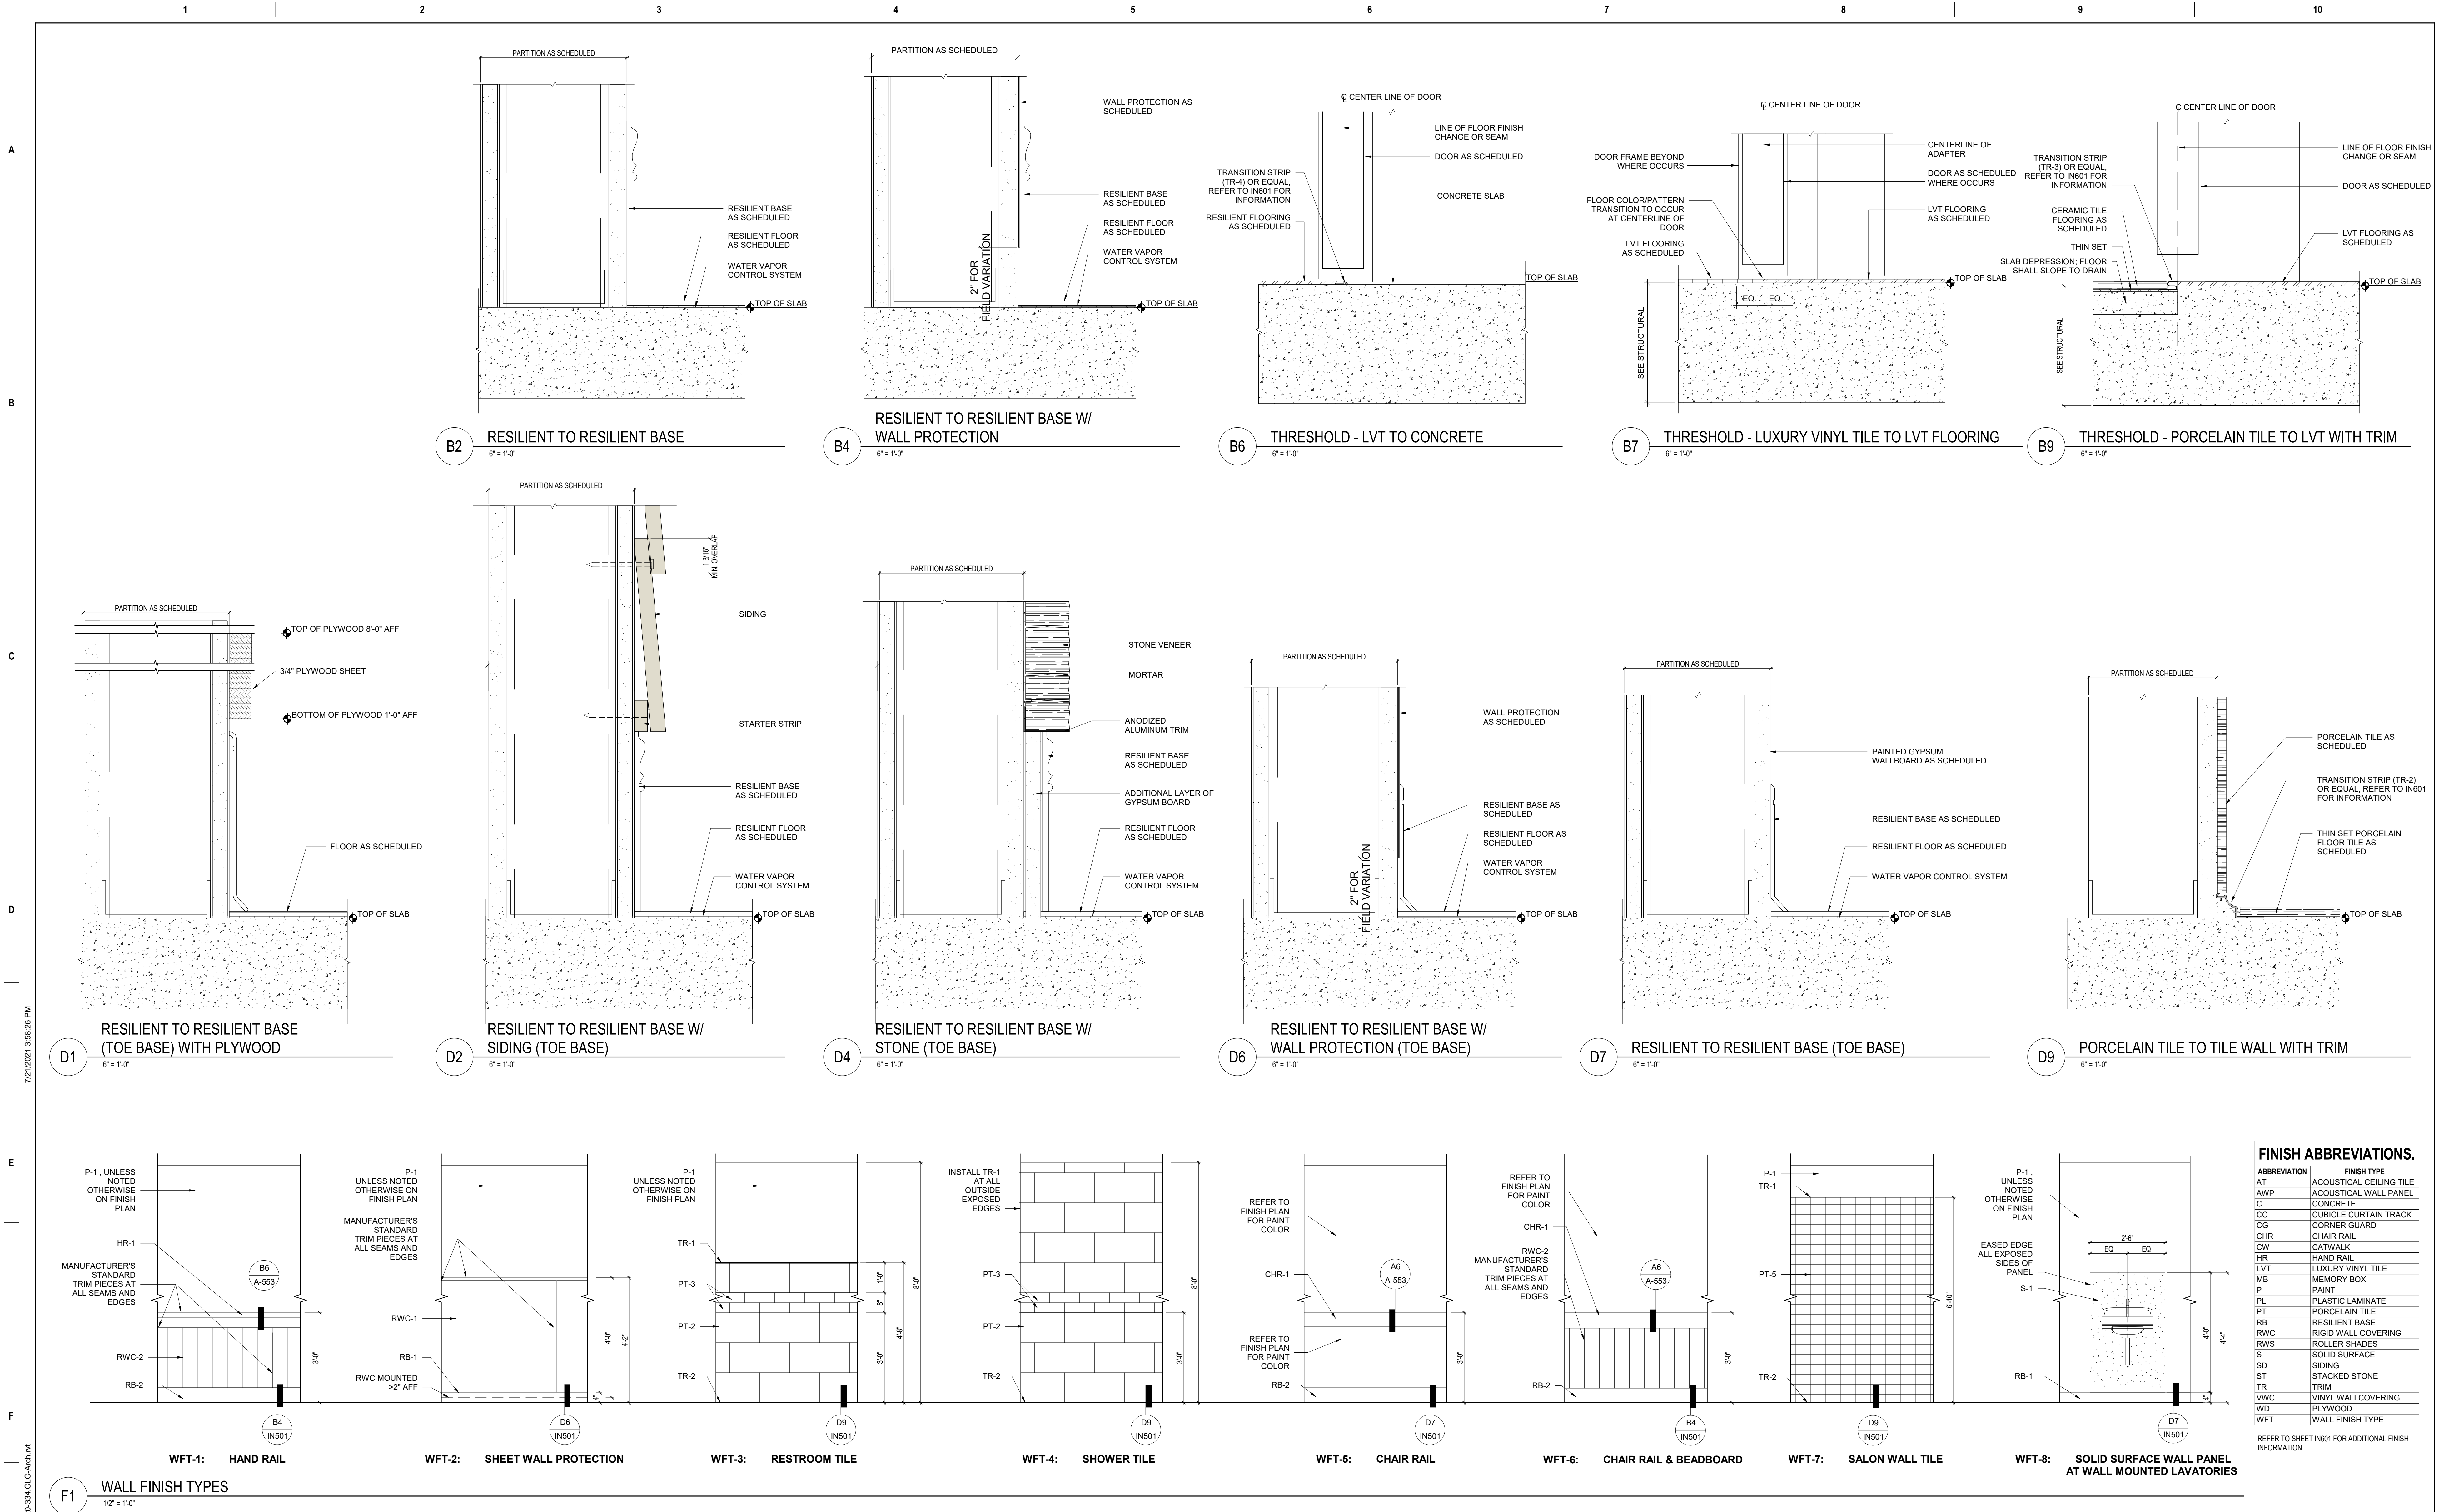 1 2 3 4 5 6 7 8 9 10
A
B
C
D
E
F
PARTITION AS SCHEDULED
RESILIENT BASE
AS SCHEDULED
RESILIENT FLOOR
AS SCHEDULED
WATER VAPOR
CONTROL SYSTEM
TOP OF SLAB
B2
RESILIENT TO RESILIENT BASE
6" = 1'-0"
PARTITION AS SCHEDULED
WALL PROTECTION AS
SCHEDULED
RESILIENT BASE
AS SCHEDULED
RESILIENT FLOOR
AS SCHEDULED
WATER VAPOR
CONTROL SYSTEM
2" FOR
FIELD VARIATION
TOP OF SLAB
B4
RESILIENT TO RESILIENT BASE W/
WALL PROTECTION
6" = 1'-0"
℄ CENTER LINE OF DOOR
LINE OF FLOOR FINISH
CHANGE OR SEAM
DOOR AS SCHEDULED
CONCRETE SLAB
TRANSITION STRIP
(TR-4) OR EQUAL,
REFER TO IN601 FOR
INFORMATION
RESILIENT FLOORING
AS SCHEDULED
TOP OF SLAB
B6
THRESHOLD - LVT TO CONCRETE
6" = 1'-0"
℄ CENTER LINE OF DOOR
DOOR FRAME BEYOND
WHERE OCCURS
FLOOR COLOR/PATTERN
TRANSITION TO OCCUR
AT CENTERLINE OF
DOOR
LVT FLOORING
AS SCHEDULED
CENTERLINE OF
ADAPTER
DOOR AS SCHEDULED
WHERE OCCURS
LVT FLOORING
AS SCHEDULED
TOP OF SLAB
EQ EQ
SEE STRUCTURAL
B7
THRESHOLD - LUXURY VINYL TILE TO LVT FLOORING
6" = 1'-0"
℄ CENTER LINE OF DOOR
TRANSITION STRIP
(TR-3) OR EQUAL,
REFER TO IN601 FOR
INFORMATION
CERAMIC TILE
FLOORING AS
SCHEDULED
THIN SET
SLAB DEPRESSION; FLOOR
SHALL SLOPE TO DRAIN
LINE OF FLOOR FINISH
CHANGE OR SEAM
DOOR AS SCHEDULED
LVT FLOORING AS
SCHEDULED
TOP OF SLAB
SEE STRUCTURAL
B9
THRESHOLD - PORCELAIN TILE TO LVT WITH TRIM
6" = 1'-0"
PARTITION AS SCHEDULED
TOP OF PLYWOOD 8'-0" AFF
3/4" PLYWOOD SHEET
BOTTOM OF PLYWOOD 1'-0" AFF
FLOOR AS SCHEDULED
TOP OF SLAB
D1
RESILIENT TO RESILIENT BASE
(TOE BASE) WITH PLYWOOD
6" = 1'-0"
PARTITION AS SCHEDULED
1 3/16"
MIN. OVERLAP
SIDING
STARTER STRIP
RESILIENT BASE
AS SCHEDULED
RESILIENT FLOOR
AS SCHEDULED
WATER VAPOR
CONTROL SYSTEM
TOP OF SLAB
D2
RESILIENT TO RESILIENT BASE W/
SIDING (TOE BASE)
6" = 1'-0"
PARTITION AS SCHEDULED
STONE VENEER
MORTAR
ANODIZED
ALUMINUM TRIM
RESILIENT BASE
AS SCHEDULED
ADDITIONAL LAYER OF
GYPSUM BOARD
RESILIENT FLOOR
AS SCHEDULED
WATER VAPOR
CONTROL SYSTEM
TOP OF SLAB
D4
RESILIENT TO RESILIENT BASE W/
STONE (TOE BASE)
6" = 1'-0"
PARTITION AS SCHEDULED
WALL PROTECTION
AS SCHEDULED
RESILIENT BASE AS
SCHEDULED
RESILIENT FLOOR AS
SCHEDULED
WATER VAPOR
CONTROL SYSTEM
2" FOR
FIELD VARIATION
TOP OF SLAB
D6
RESILIENT TO RESILIENT BASE W/
WALL PROTECTION (TOE BASE)
6" = 1'-0"
PARTITION AS SCHEDULED
PAINTED GYPSUM
WALLBOARD AS SCHEDULED
RESILIENT BASE AS SCHEDULED
RESILIENT FLOOR AS SCHEDULED
WATER VAPOR CONTROL SYSTEM
TOP OF SLAB
D7
RESILIENT TO RESILIENT BASE (TOE BASE)
6" = 1'-0"
PARTITION AS SCHEDULED
PORCELAIN TILE AS
SCHEDULED
TRANSITION STRIP (TR-2)
OR EQUAL, REFER TO IN601
FOR INFORMATION
THIN SET PORCELAIN
FLOOR TILE AS
SCHEDULED
TOP OF SLAB
D9
PORCELAIN TILE TO TILE WALL WITH TRIM
6" = 1'-0"
P-1 , UNLESS
NOTED
OTHERWISE
ON FINISH
PLAN
HR-1
MANUFACTURER'S
STANDARD
TRIM PIECES AT
ALL SEAMS AND
EDGES
RWC-2
RB-2
B6
A-553
3'-0"
B4
IN501
WFT-1: HAND RAIL
P-1
UNLESS NOTED
OTHERWISE ON
FINISH PLAN
MANUFACTURER'S
STANDARD
TRIM PIECES AT
ALL SEAMS AND
EDGES
RWC-1
RB-1
RWC MOUNTED
>2" AFF
4"
4'-0"
4'-2"
D6
IN501
WFT-2: SHEET WALL PROTECTION
P-1
UNLESS NOTED
OTHERWISE ON
FINISH PLAN
TR-1
PT-3
PT-2
TR-2
1'-0"
8"
3'-0"
4'-8"
8'-0"
D9
IN501
WFT-3: RESTROOM TILE
INSTALL TR-1
AT ALL
OUTSIDE
EXPOSED
EDGES
PT-3
PT-2
TR-2
3'-0"
8'-0"
D9
IN501
WFT-4: SHOWER TILE
REFER TO
FINISH PLAN
FOR PAINT
COLOR
CHR-1
REFER TO
FINISH PLAN
FOR PAINT
COLOR
RB-2
A6
A-553
3'-0"
D7
IN501
WFT-5: CHAIR RAIL
REFER TO
FINISH PLAN
FOR PAINT
COLOR
CHR-1
RWC-2
MANUFACTURER'S
STANDARD
TRIM PIECES AT
ALL SEAMS AND
EDGES
RB-2
A6
A-553
3'-0"
B4
IN501
WFT-6: CHAIR RAIL & BEADBOARD
P-1
TR-1
PT-5
TR-2
6'-10"
D9
IN501
WFT-7: SALON WALL TILE
P-1 ,
UNLESS
NOTED
OTHERWISE
ON FINISH
PLAN
EASED EDGE
ALL EXPOSED
SIDES OF
PANEL
S-1
RB-1
2'-6"
EQ EQ
4'-0"
4"
4'-4"
D7
IN501
WFT-8: SOLID SURFACE WALL PANEL
AT WALL MOUNTED LAVATORIES
FINISH ABBREVIATIONS.
ABBREVIATION FINISH TYPE
AT ACOUSTICAL CEILING TILE
AWP ACOUSTICAL WALL PANEL
C CONCRETE
CC CUBICLE CURTAIN TRACK
CG CORNER GUARD
CHR CHAIR RAIL
CW CATWALK
HR HAND RAIL
LVT LUXURY VINYL TILE
MB MEMORY BOX
P PAINT
PL PLASTIC LAMINATE
PT PORCELAIN TILE
RB RESILIENT BASE
RWC RIGID WALL COVERING
RWS ROLLER SHADES
S SOLID SURFACE
SD SIDING
ST STACKED STONE
TR TRIM
VWC VINYL WALLCOVERING
WD PLYWOOD
WFT WALL FINISH TYPE
REFER TO SHEET IN601 FOR ADDITIONAL FINISH
INFORMATION
F1
WALL FINISH TYPES
1/2" = 1'-0"
7/21/2021 3:58:26 PM
0-334.CLC-Arch.rvt